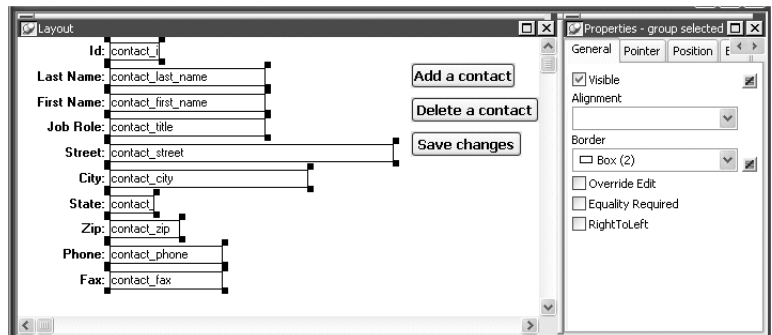 Layout
Id: contact_i
Last Name: contact_last_name
First Name: contact_first_name
Job Role: contact_title
Street: contact_street
City: contact_city
State: contact_
Zip: contact_zip
Phone: contact_phone
Fax: contact_fax
Add a contact
Delete a contact
Save changes
Properties - group selected
General Pointer Position
Visible
Alignment
Border
Box (2)
Override Edit
Equality Required
RightToLeft